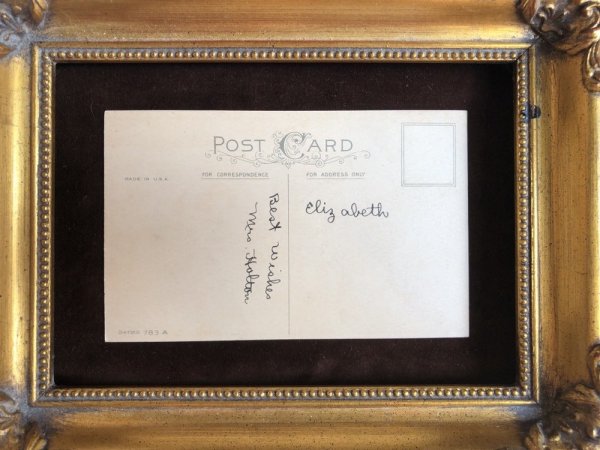 POST CARD
MADE IN U.S.A.
FOR CORRESPONDENCE
FOR ADDRESS ONLY
Best wishes
Mrs. Holton
Elizabeth
783 A